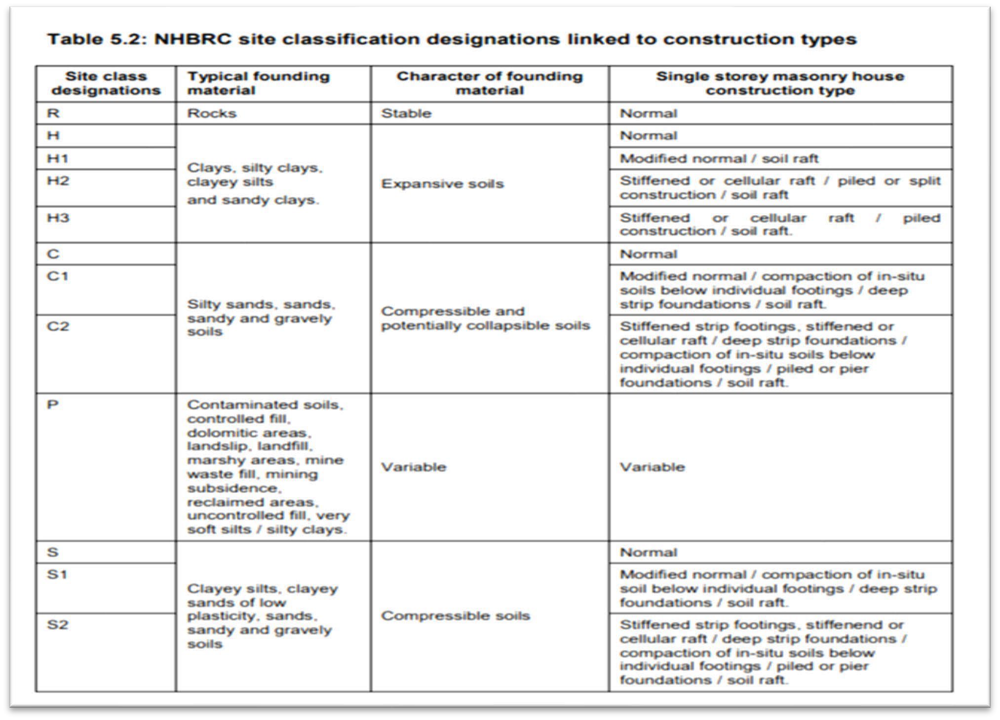 Table 5.2: NHBRC site classification designations linked to construction types
Site class
designations
Typical founding
material
Character of founding
material
Single storey masonry house
construction type
R
Rocks
Stable
Normal
H
Clays, silty clays,
clayey silts
and sandy clays.
Expansive soils
Normal
H1
Modified normal / soil raft
H2
Stiffened or cellular raft / piled or split
construction / soil raft
H3
Stiffened or cellular raft / piled
construction / soil raft.
C
Silty sands, sands,
sandy and gravely
soils
Compressible and
potentially collapsible soils
Normal
C1
Modified normal / compaction of in-situ
soils below individual footings / deep
strip foundations / soil raft.
C2
Stiffened strip footings, stiffened or
cellular raft / deep strip foundations /
compaction of in-situ soils below
individual footings / piled or pier
foundations / soil raft.
P
Contaminated soils,
controlled fill,
dolomitic areas,
landslip, landfill,
marshy areas, mine
waste fill, mining
subsidence,
reclaimed areas,
uncontrolled fill, very
soft silts / silty clays.
Variable
Variable
S
Clayey silts, clayey
sands of low
plasticity, sands,
sandy and gravely
soils
Compressible soils
Normal
S1
Modified normal / compaction of in-situ
soil below individual footings / deep strip
foundations / soil raft.
S2
Stiffened strip footings, stiffenend or
cellular raft / deep strip foundations /
compaction of in-situ soils below
individual footings / piled or pier
foundations / soil raft.